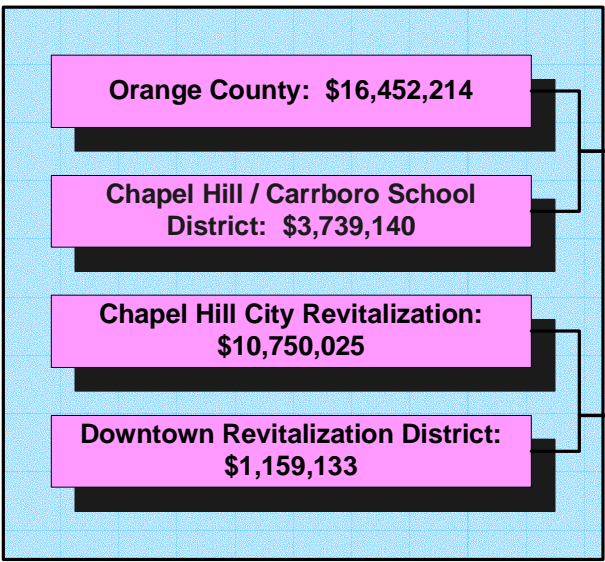 Orange County:  $16,452,214
Chapel Hill / Carrboro School
District:  $3,739,140
Chapel Hill City Revitalization:
$10,750,025
Downtown Revitalization District:
$1,159,133